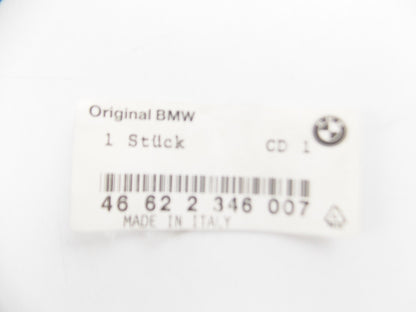 Original BMW
1 Stück CD 1
46 62 2 346 007
MADE IN ITALY